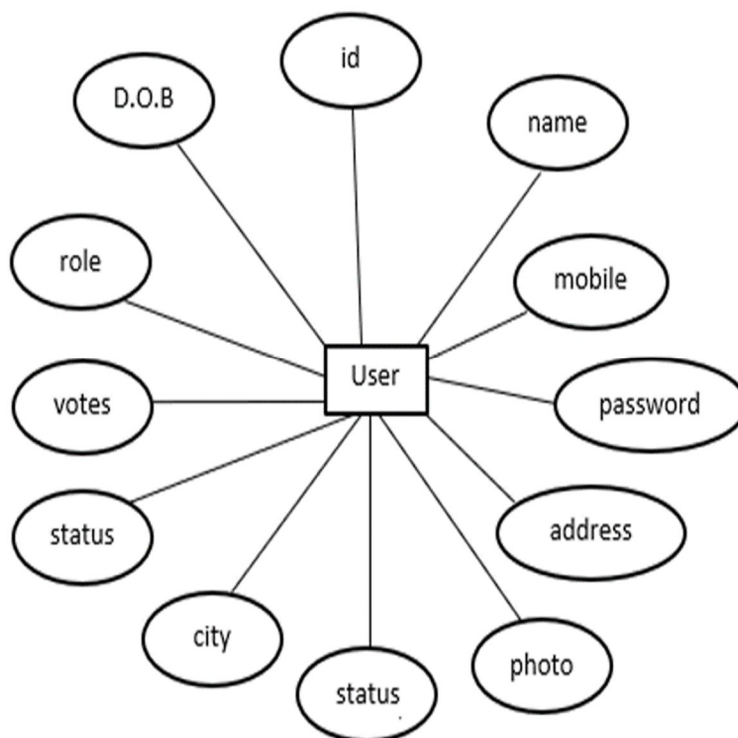 id
D.O.B
name
role
mobile
User
votes
password
status
address
city
photo
status